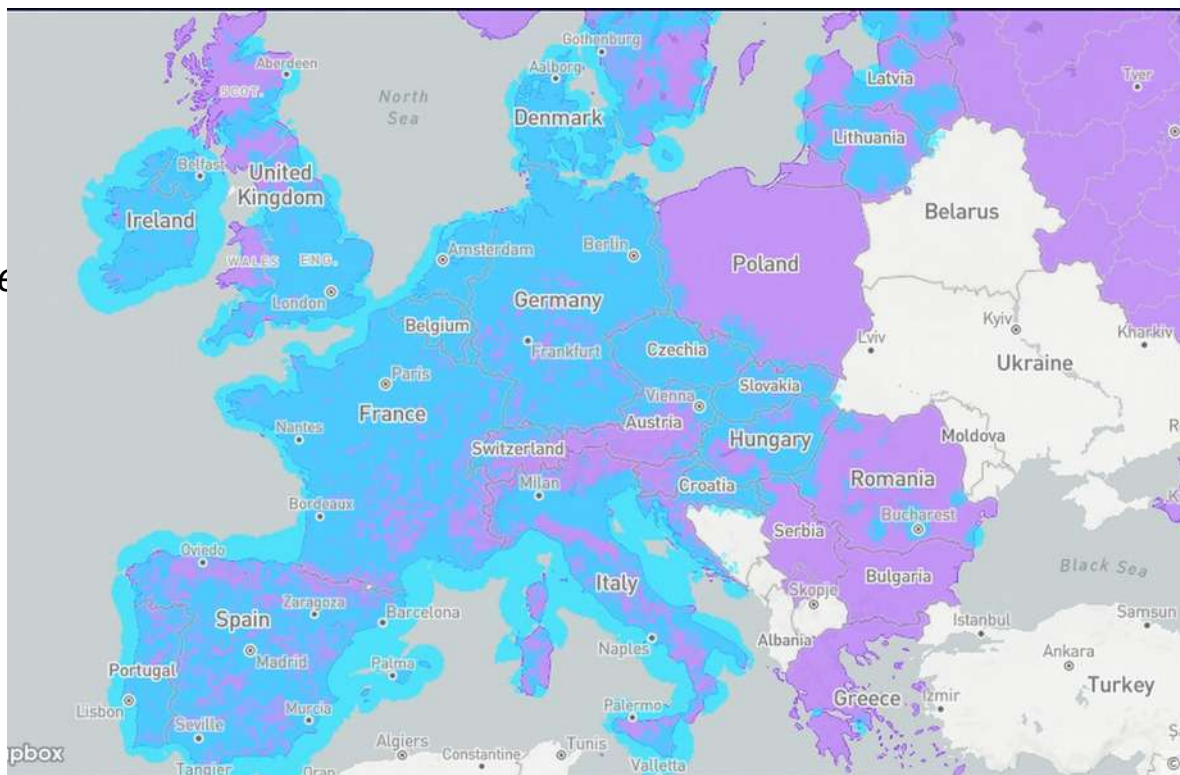 Gothenburg
Aalborg
Aberdeen
SCOT.
North
Sea
Denmark
Latvia
Tver
Lithuania
Belfast
United
Kingdom
Ireland
Belarus
WALES
ENG.
Amsterdam
Berlin
Poland
e
London
Germany
Belgium
Frankfurt
Czechia
Kyiv
Lviv
Kharkiv
Ukraine
Paris
Slovakia
Vienna
France
Austria
Nantes
Switzerland
Hungary
Moldova
R
Milan
Croatia
Romania
Bordeaux
Bucharest
K
Serbia
Oviedo
Italy
Bulgaria
Black Sea
Zaragoza
Spain
Barcelona
Skopje
Istanbul
Samsun
Madrid
Naples
Albania
Ankara
Portugal
Palma
Turkey
Lisbon
Murcia
Palermo
Greece
Izmir
Seville
pbox
Algiers
Constantine
Tunis
Tangier
Oran
Valletta
Ş
©